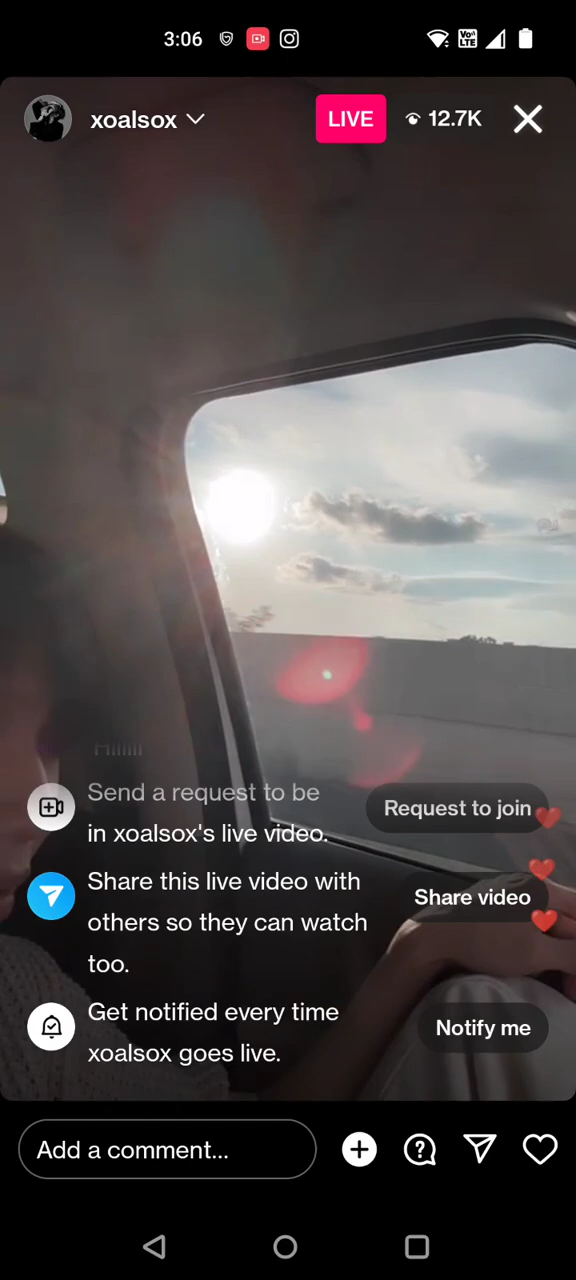 3:06
Vo
LTE
xoalsox
LIVE
12.7K
Send a request to be
in xoalsox's live video.
Request to join
Share this live video with
others so they can watch
too.
Share video
Get notified every time
xoalsox goes live.
Notify me
Add a comment...